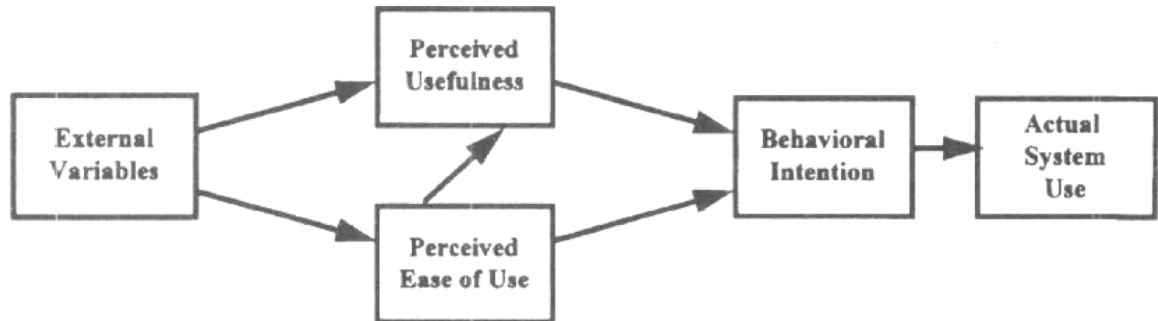 External
Variables
Perceived
Usefulness
Perceived
Ease of Use
Behavioral
Intention
Actual
System
Use